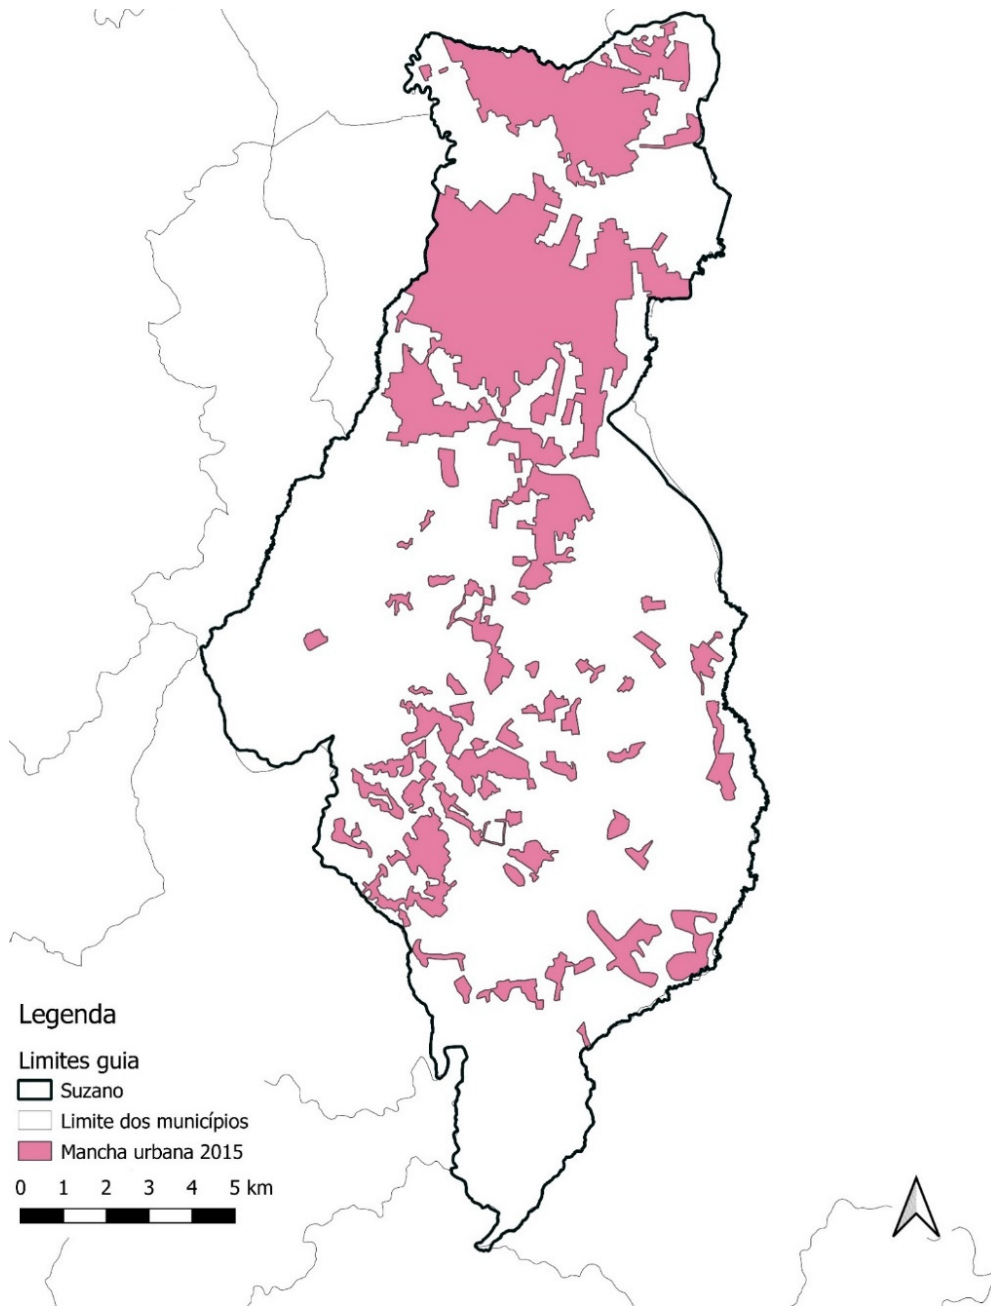 Legenda
Limites guia
Suzano
Limite dos municípios
Mancha urbana 2015
0 1 2 3 4 5 km